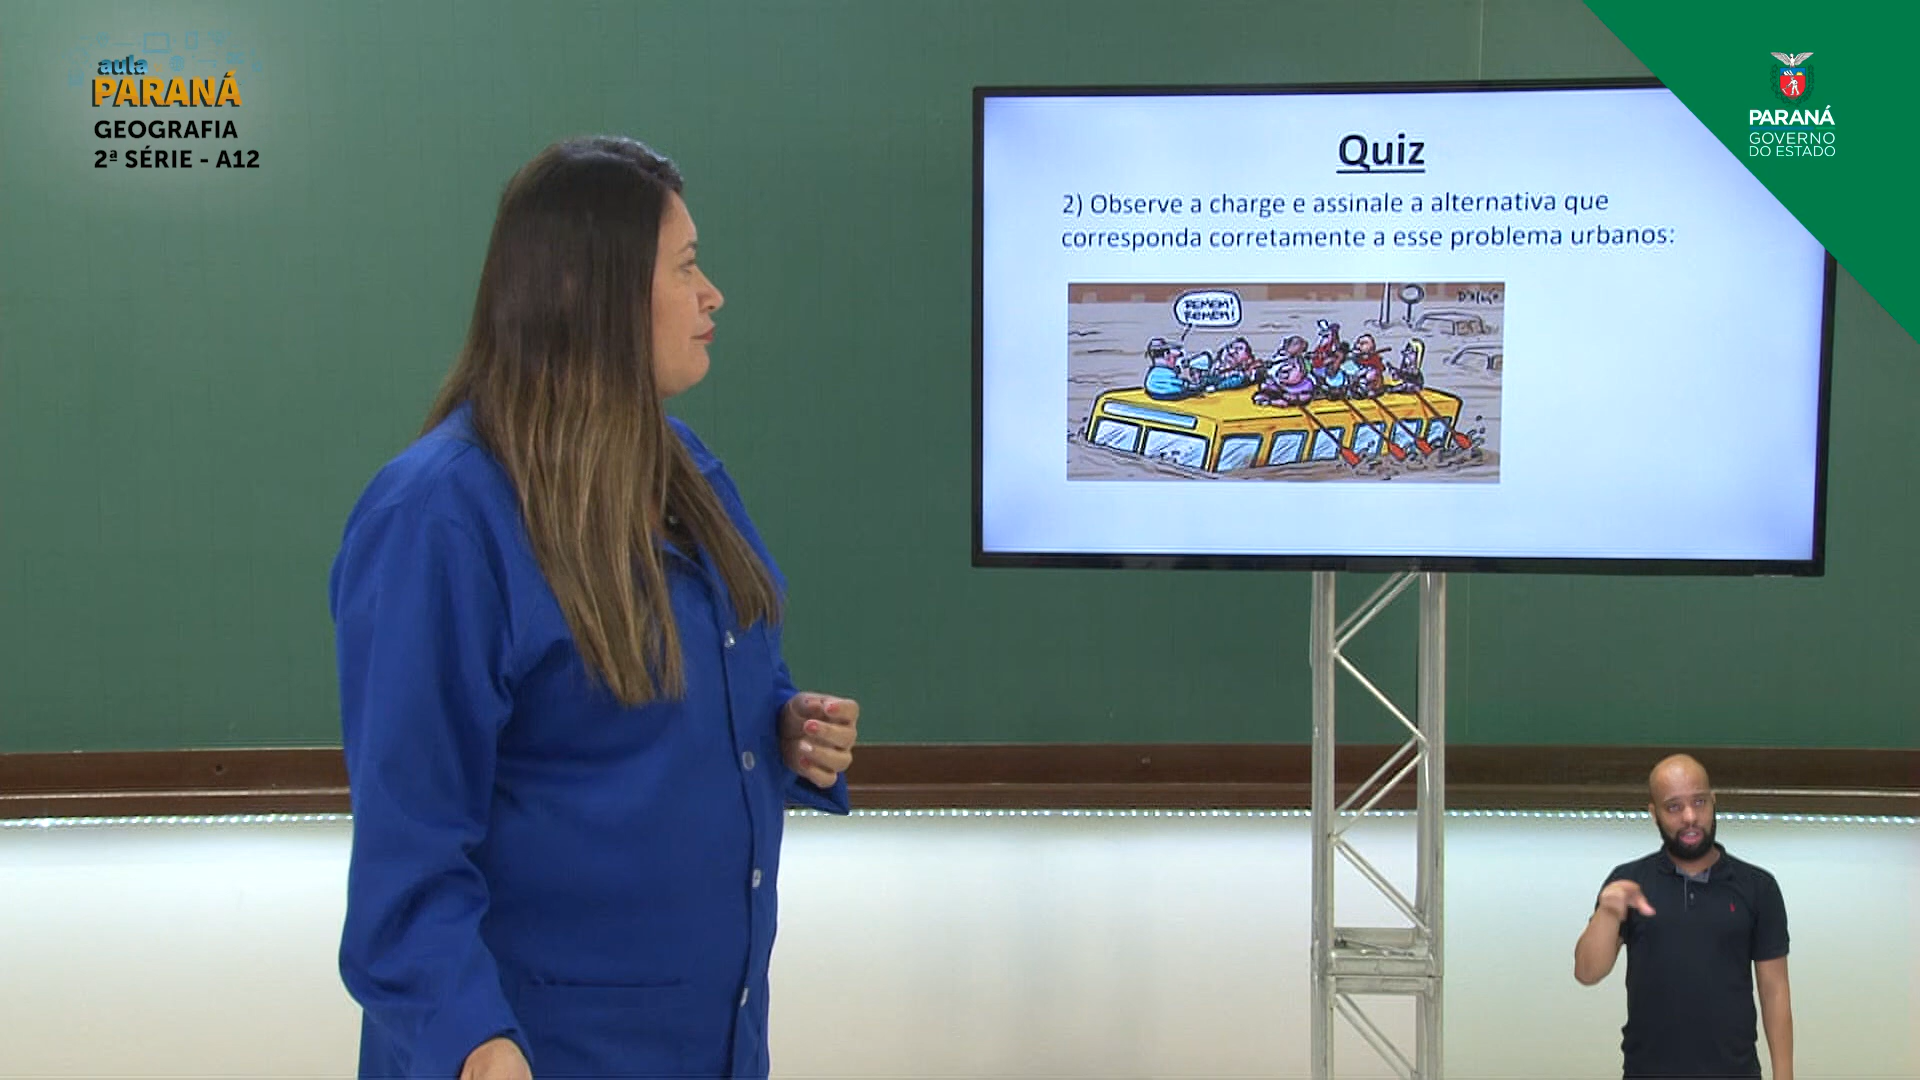 aula
PARANÁ
GEOGRAFIA
2ª SÉRIE - A12
PARANÁ
GOVERNO
DO ESTADO
Quiz
2) Observe a charge e assinale a alternativa que
corresponda corretamente a esse problema urbanos:
REMEM!
REMEM!